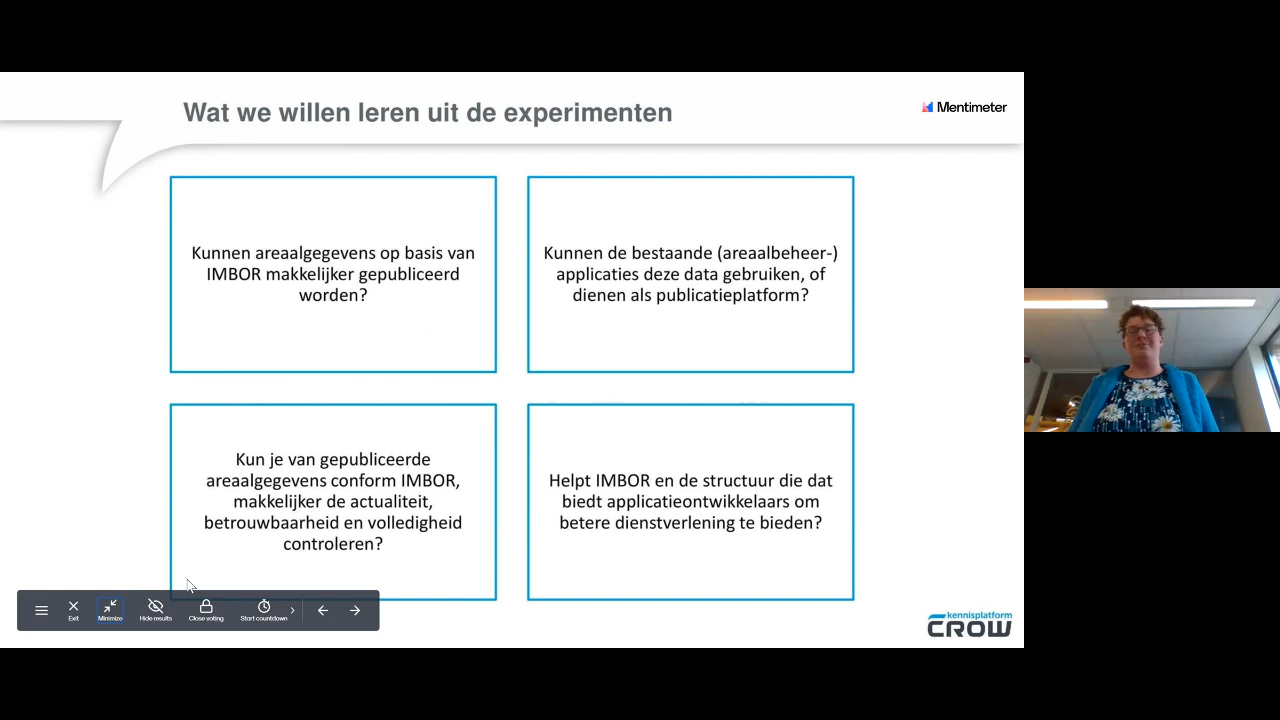 Wat we willen leren uit de experimenten
Mentimeter
Kunnen areaalgegevens op basis van
IMBOR makkelijker gepubliceerd
worden?
Kunnen de bestaande (areaalbeheer-)
applicaties deze data gebruiken, of
dienen als publicatieplatform?
Kun je van gepubliceerde
areaalgegevens conform IMBOR,
makkelijker de actualiteit,
betrouwbaarheid en volledigheid
controleren?
Helpt IMBOR en de structuur die dat
biedt applicatieontwikkelaars om
betere dienstverlening te bieden?
Exit
Minimize
Hide results
Close voting
Start countdown
kennisplatform
CROW